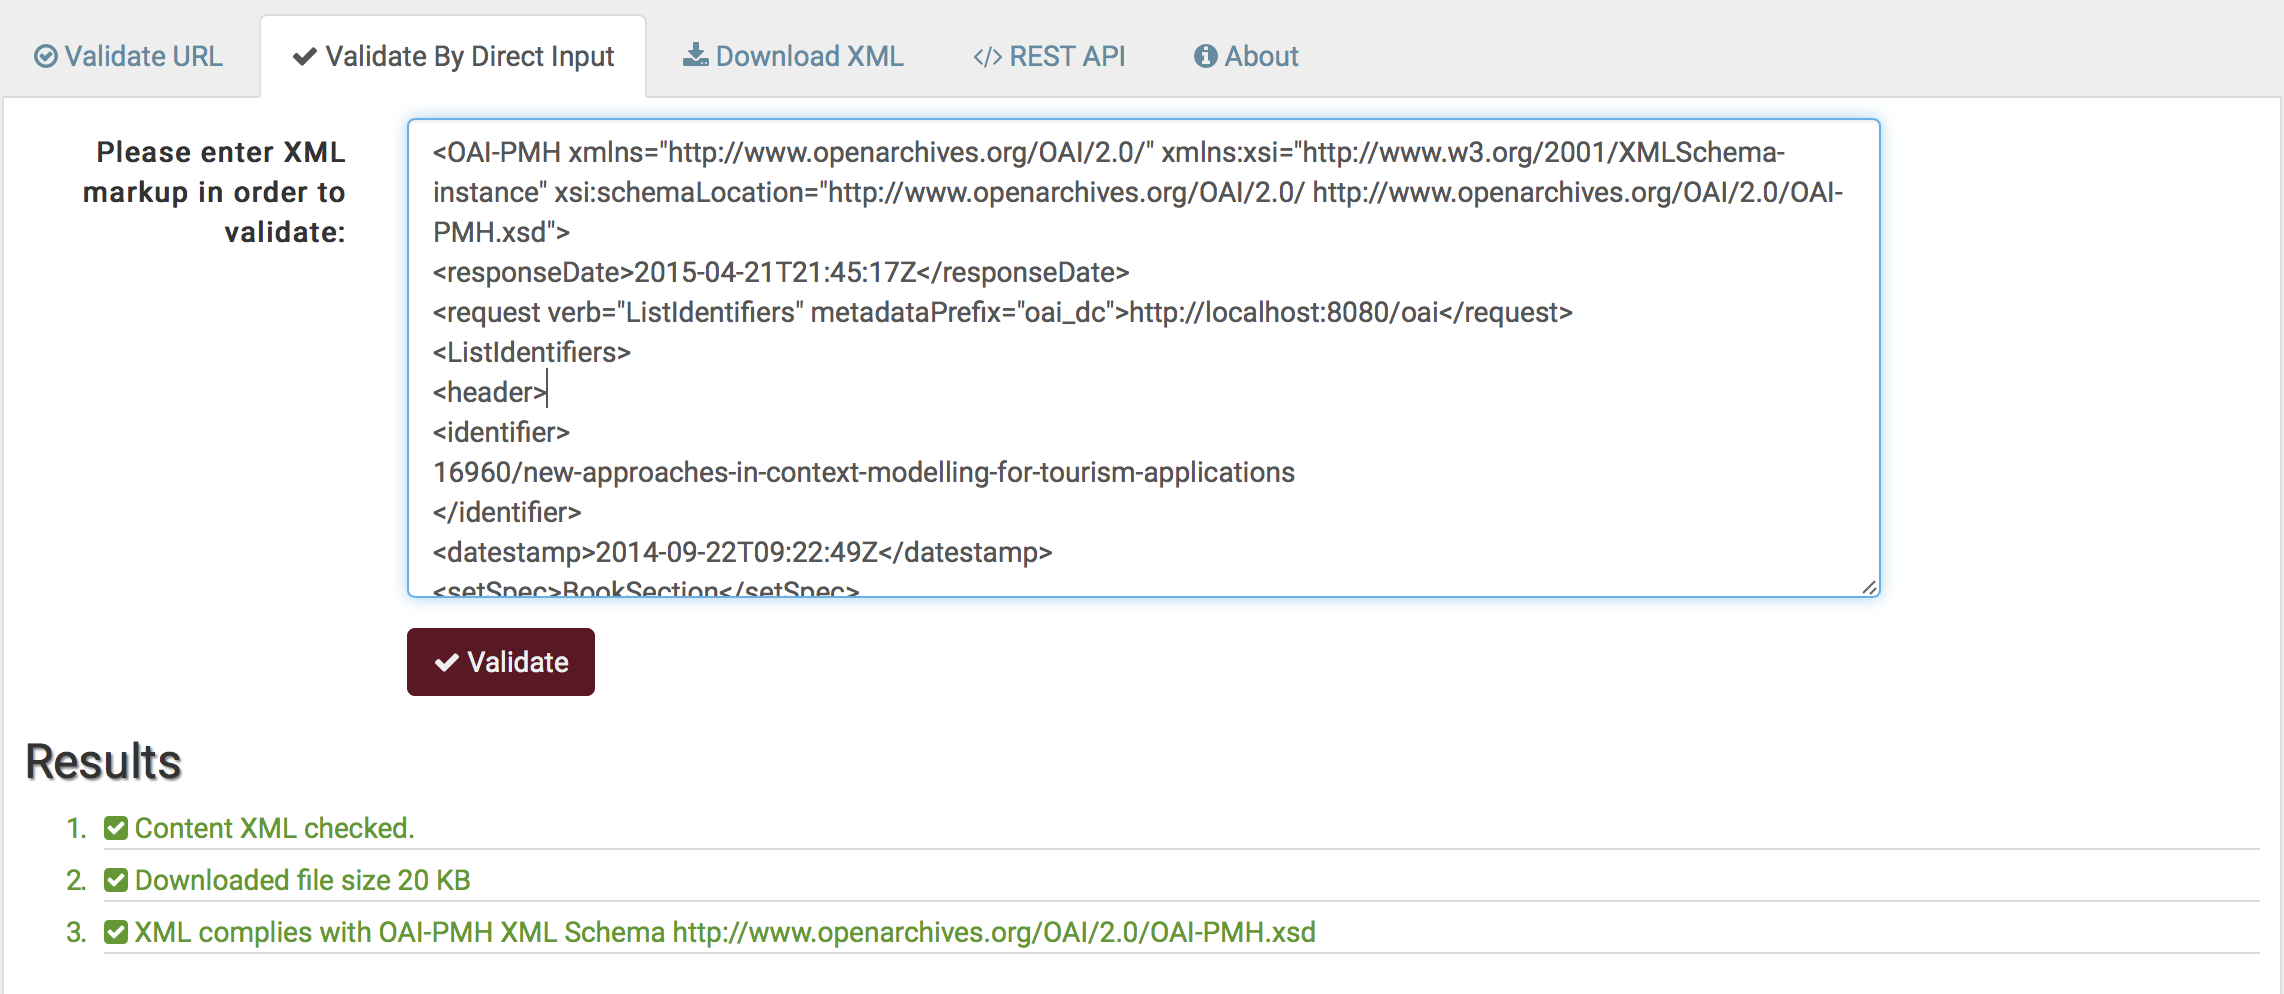 Validate URL
Validate By Direct Input
Download XML
REST API
About
Please enter XML
markup in order to
validate:
<OAI-PMH xmlns="http://www.openarchives.org/OAI/2.0/" xmlns:xsi="http://www.w3.org/2001/XMLSchema-
instance" xsi:schemaLocation="http://www.openarchives.org/OAI/2.0/ http://www.openarchives.org/OAI/2.0/OAI-
PMH.xsd">
<responseDate>2015-04-21T21:45:17Z</responseDate>
<request verb="ListIdentifiers" metadataPrefix="oai_dc">http://localhost:8080/oai</request>
<ListIdentifiers>
<header>
<identifier>
16960/new-approaches-in-context-modelling-for-tourism-applications
</identifier>
<datestamp>2014-09-22T09:22:49Z</datestamp>
<setSpec>BookSection</setSpec>
Validate
Results
1. Content XML checked.
2. Downloaded file size 20 KB
3. XML complies with OAI-PMH XML Schema http://www.openarchives.org/OAI/2.0/OAI-PMH.xsd